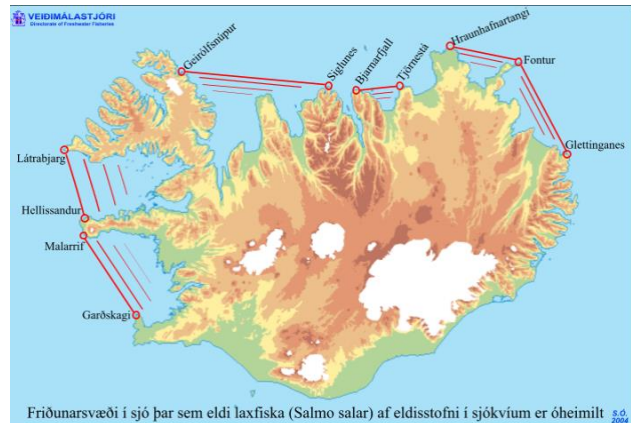 VEIÐIMÁLASTJÓRI
Directorate of Freshwater Fisheries
Hraunhafnartangi
Geirólfsnúpur
Siglunes
Bjarnarfjall
Tjörnestá
Fontur
Látrabjarg
Glettinganes
Hellissandur
Malarrif
Garðskagi
Friðunarsvæði í sjó þar sem eldi laxfiska (Salmo salar) af eldisstofni í sjókvíum er óheimilt
S.Ó.
2004